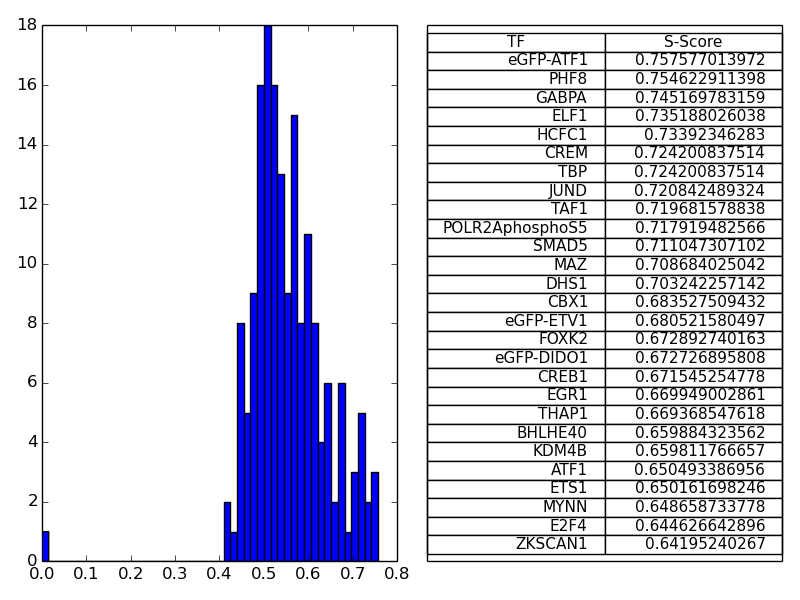 18
16
14
12
10
8
6
4
2
0
0.0 0.1 0.2 0.3 0.4 0.5 0.6 0.7 0.8
TF S-Score
eGFP-ATF1 0.757577013972
PHF8 0.754622911398
GABPA 0.745169783159
ELF1 0.735188026038
HCFC1 0.73392346283
CREM 0.724200837514
TBP 0.724200837514
JUND 0.720842489324
TAF1 0.719681578838
POLR2AphosphoS5 0.717919482566
SMAD5 0.711047307102
MAZ 0.708684025042
DHS1 0.703242257142
CBX1 0.683527509432
eGFP-ETV1 0.680521580497
FOXK2 0.672892740163
eGFP-DIDO1 0.672726895808
CREB1 0.671545254778
EGR1 0.669949002861
THAP1 0.669368547618
BHLHE40 0.659884323562
KDM4B 0.659811766657
ATF1 0.650493386956
ETS1 0.650161698246
MYNN 0.648658733778
E2F4 0.644626642896
ZKSCAN1 0.64195240267